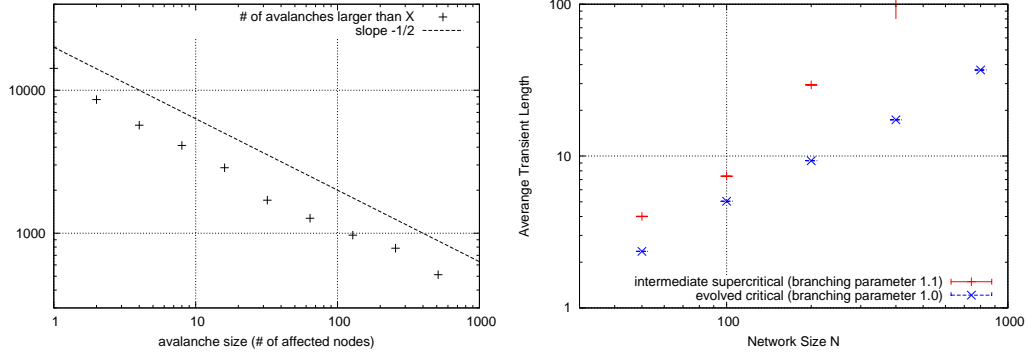 # of avalanches larger than X
slope -1/2
10000
1000
1
10
100
1000
avalanche size (# of affected nodes)
100
10
1
Averange Transient Length
intermediate supercritical (branching parameter 1.1)
evolved critical (branching parameter 1.0)
100
1000
Network Size N